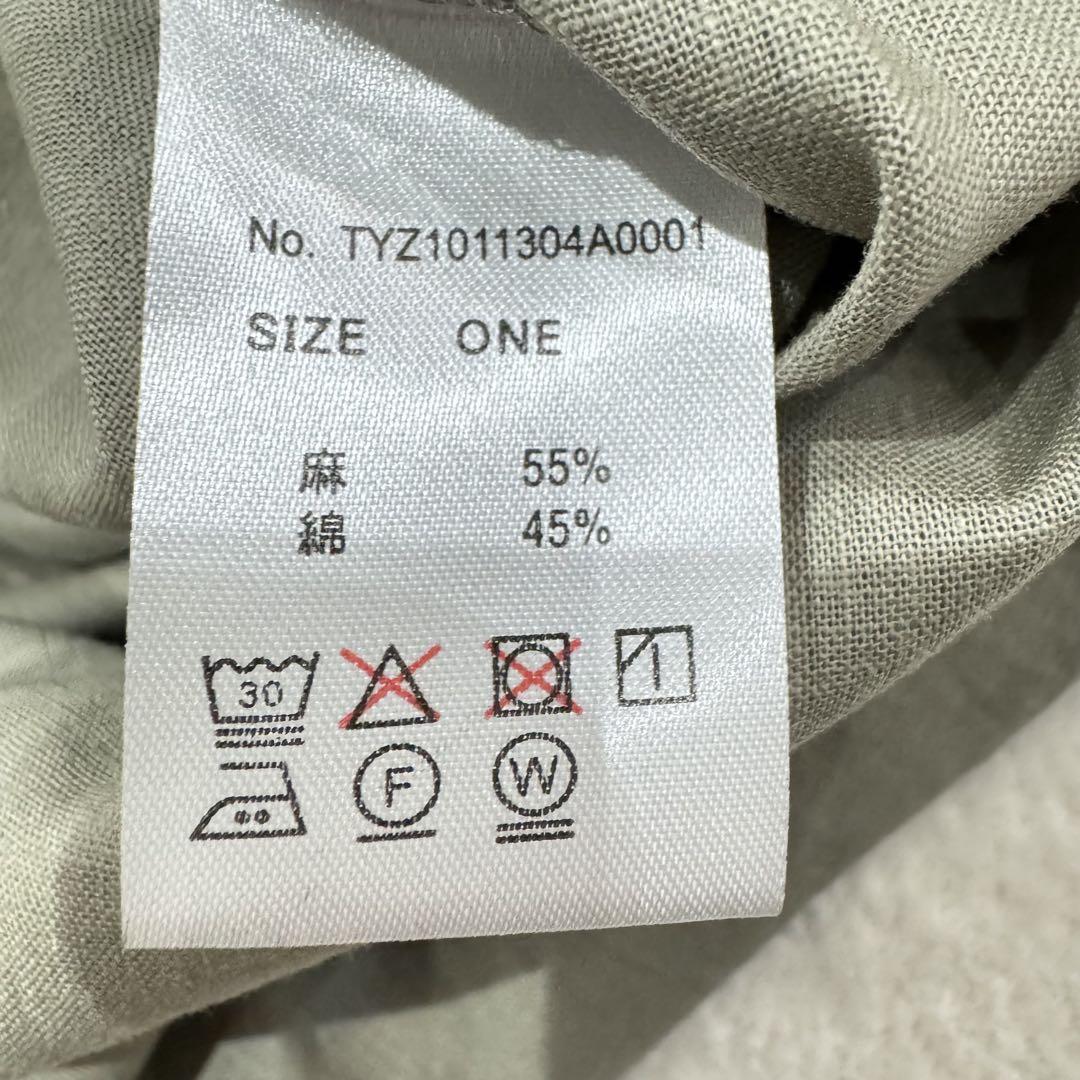 No. TYZ1011304A0001
SIZE ONE
麻 55%
綿 45%
30
F W